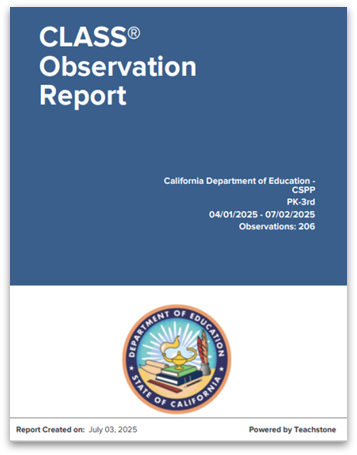 CLASS®
Observation
Report
California Department of Education -
CSPP
PK-3rd
04/01/2025 - 07/02/2025
Observations: 206
DEPARTMENT OF EDUCATION
STATE OF CALIFORNIA
Report Created on: July 03, 2025 Powered by Teachstone